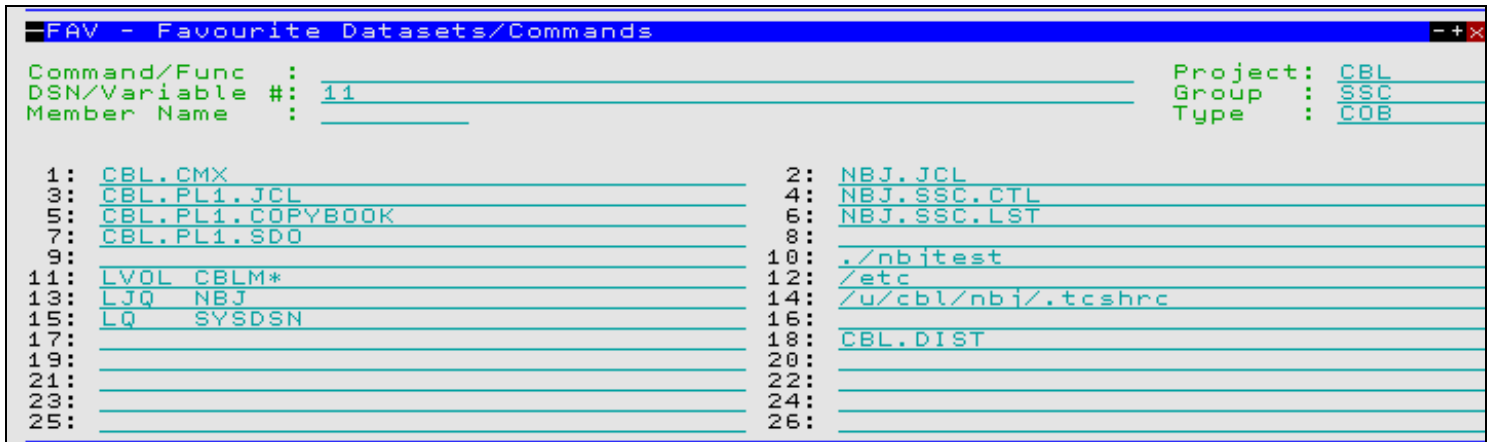 FAV - Favourite Datasets/Commands - + x
Command/Func : Project: CBL
DSN/Variable #: 11 Group : SSC
Member Name : Type : COB
1: CBL.CMX 2: NBJ.JCL
3: CBL.PL1.JCL 4: NBJ.SSC.CTL
5: CBL.PL1.COPYBOOK 6: NBJ.SSC.LST
7: CBL.PL1.SDO 8:
9: 10: ./nbjtest
11: LVOL CBLM* 12: /etc
13: LJQ NBJ 14: /u/cbl/nbj/.tcshrc
15: LQ SYSDSN 16:
17: 18: CBL.DIST
19: 20:
21: 22:
23: 24:
25: 26: